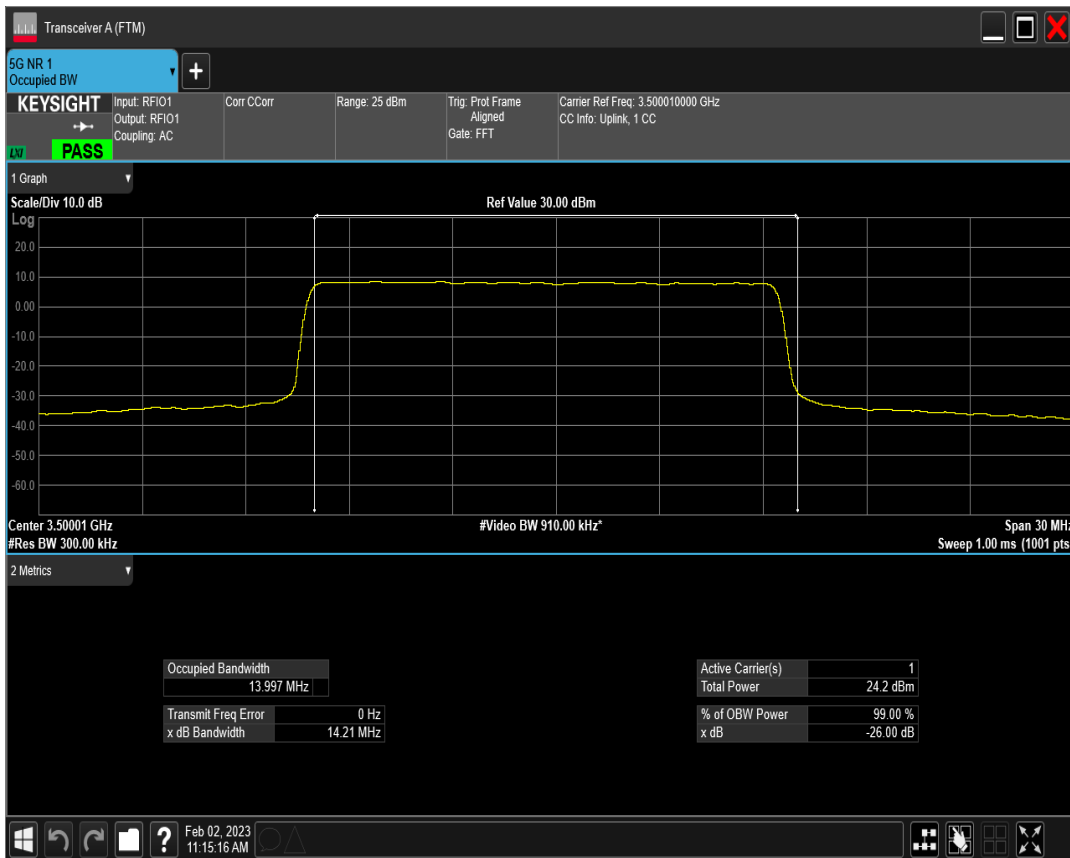 Transceiver A (FTM)
5G NR 1
Occupied BW
+
KEYSIGHT
LXI
PASS
Input: RFIO1
Output: RFIO1
Coupling: AC
Corr CCorr
Range: 25 dBm
Trig: Prot Frame
Aligned
Gate: FFT
Carrier Ref Freq: 3.500010000 GHz
CC Info: Uplink, 1 CC
1 Graph
Scale/Div 10.0 dB
Ref Value 30.00 dBm
Log
20.0
10.0
0.00
-10.0
-20.0
-30.0
-40.0
-50.0
-60.0
Center 3.50001 GHz
#Video BW 910.00 kHz*
Span 30 MHz
#Res BW 300.00 kHz
Sweep 1.00 ms (1001 pts
2 Metrics
Occupied Bandwidth
13.997 MHz
Transmit Freq Error 0 Hz
x dB Bandwidth 14.21 MHz
Active Carrier(s) 1
Total Power 24.2 dBm
% of OBW Power 99.00 %
x dB -26.00 dB
?
Feb 02, 2023
11:15:16 AM